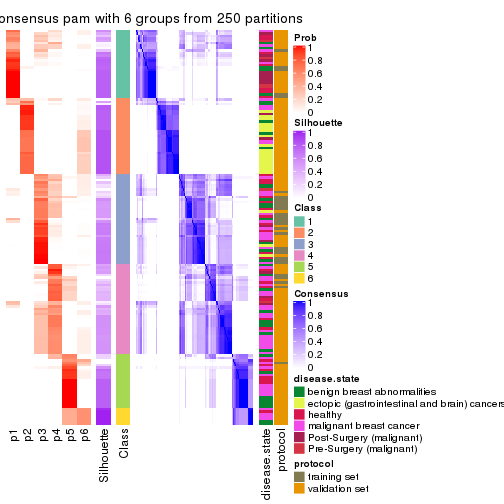 onsensus pam with 6 groups from 250 partitions
Prob
1
0.8
0.6
0.4
0.2
0
Silhouette
1
0.8
0.6
0.4
0.2
0
Class
1
2
3
4
5
6
Consensus
1
0.8
0.6
0.4
0.2
0
disease.state
benign breast abnormalities
ectopic (gastrointestinal and brain) cancers
healthy
malignant breast cancer
Post-Surgery (malignant)
Pre-Surgery (malignant)
protocol
training set
validation set
p1
p2
p3
p4
p5
p6
Silhouette
Class
disease.state
protocol